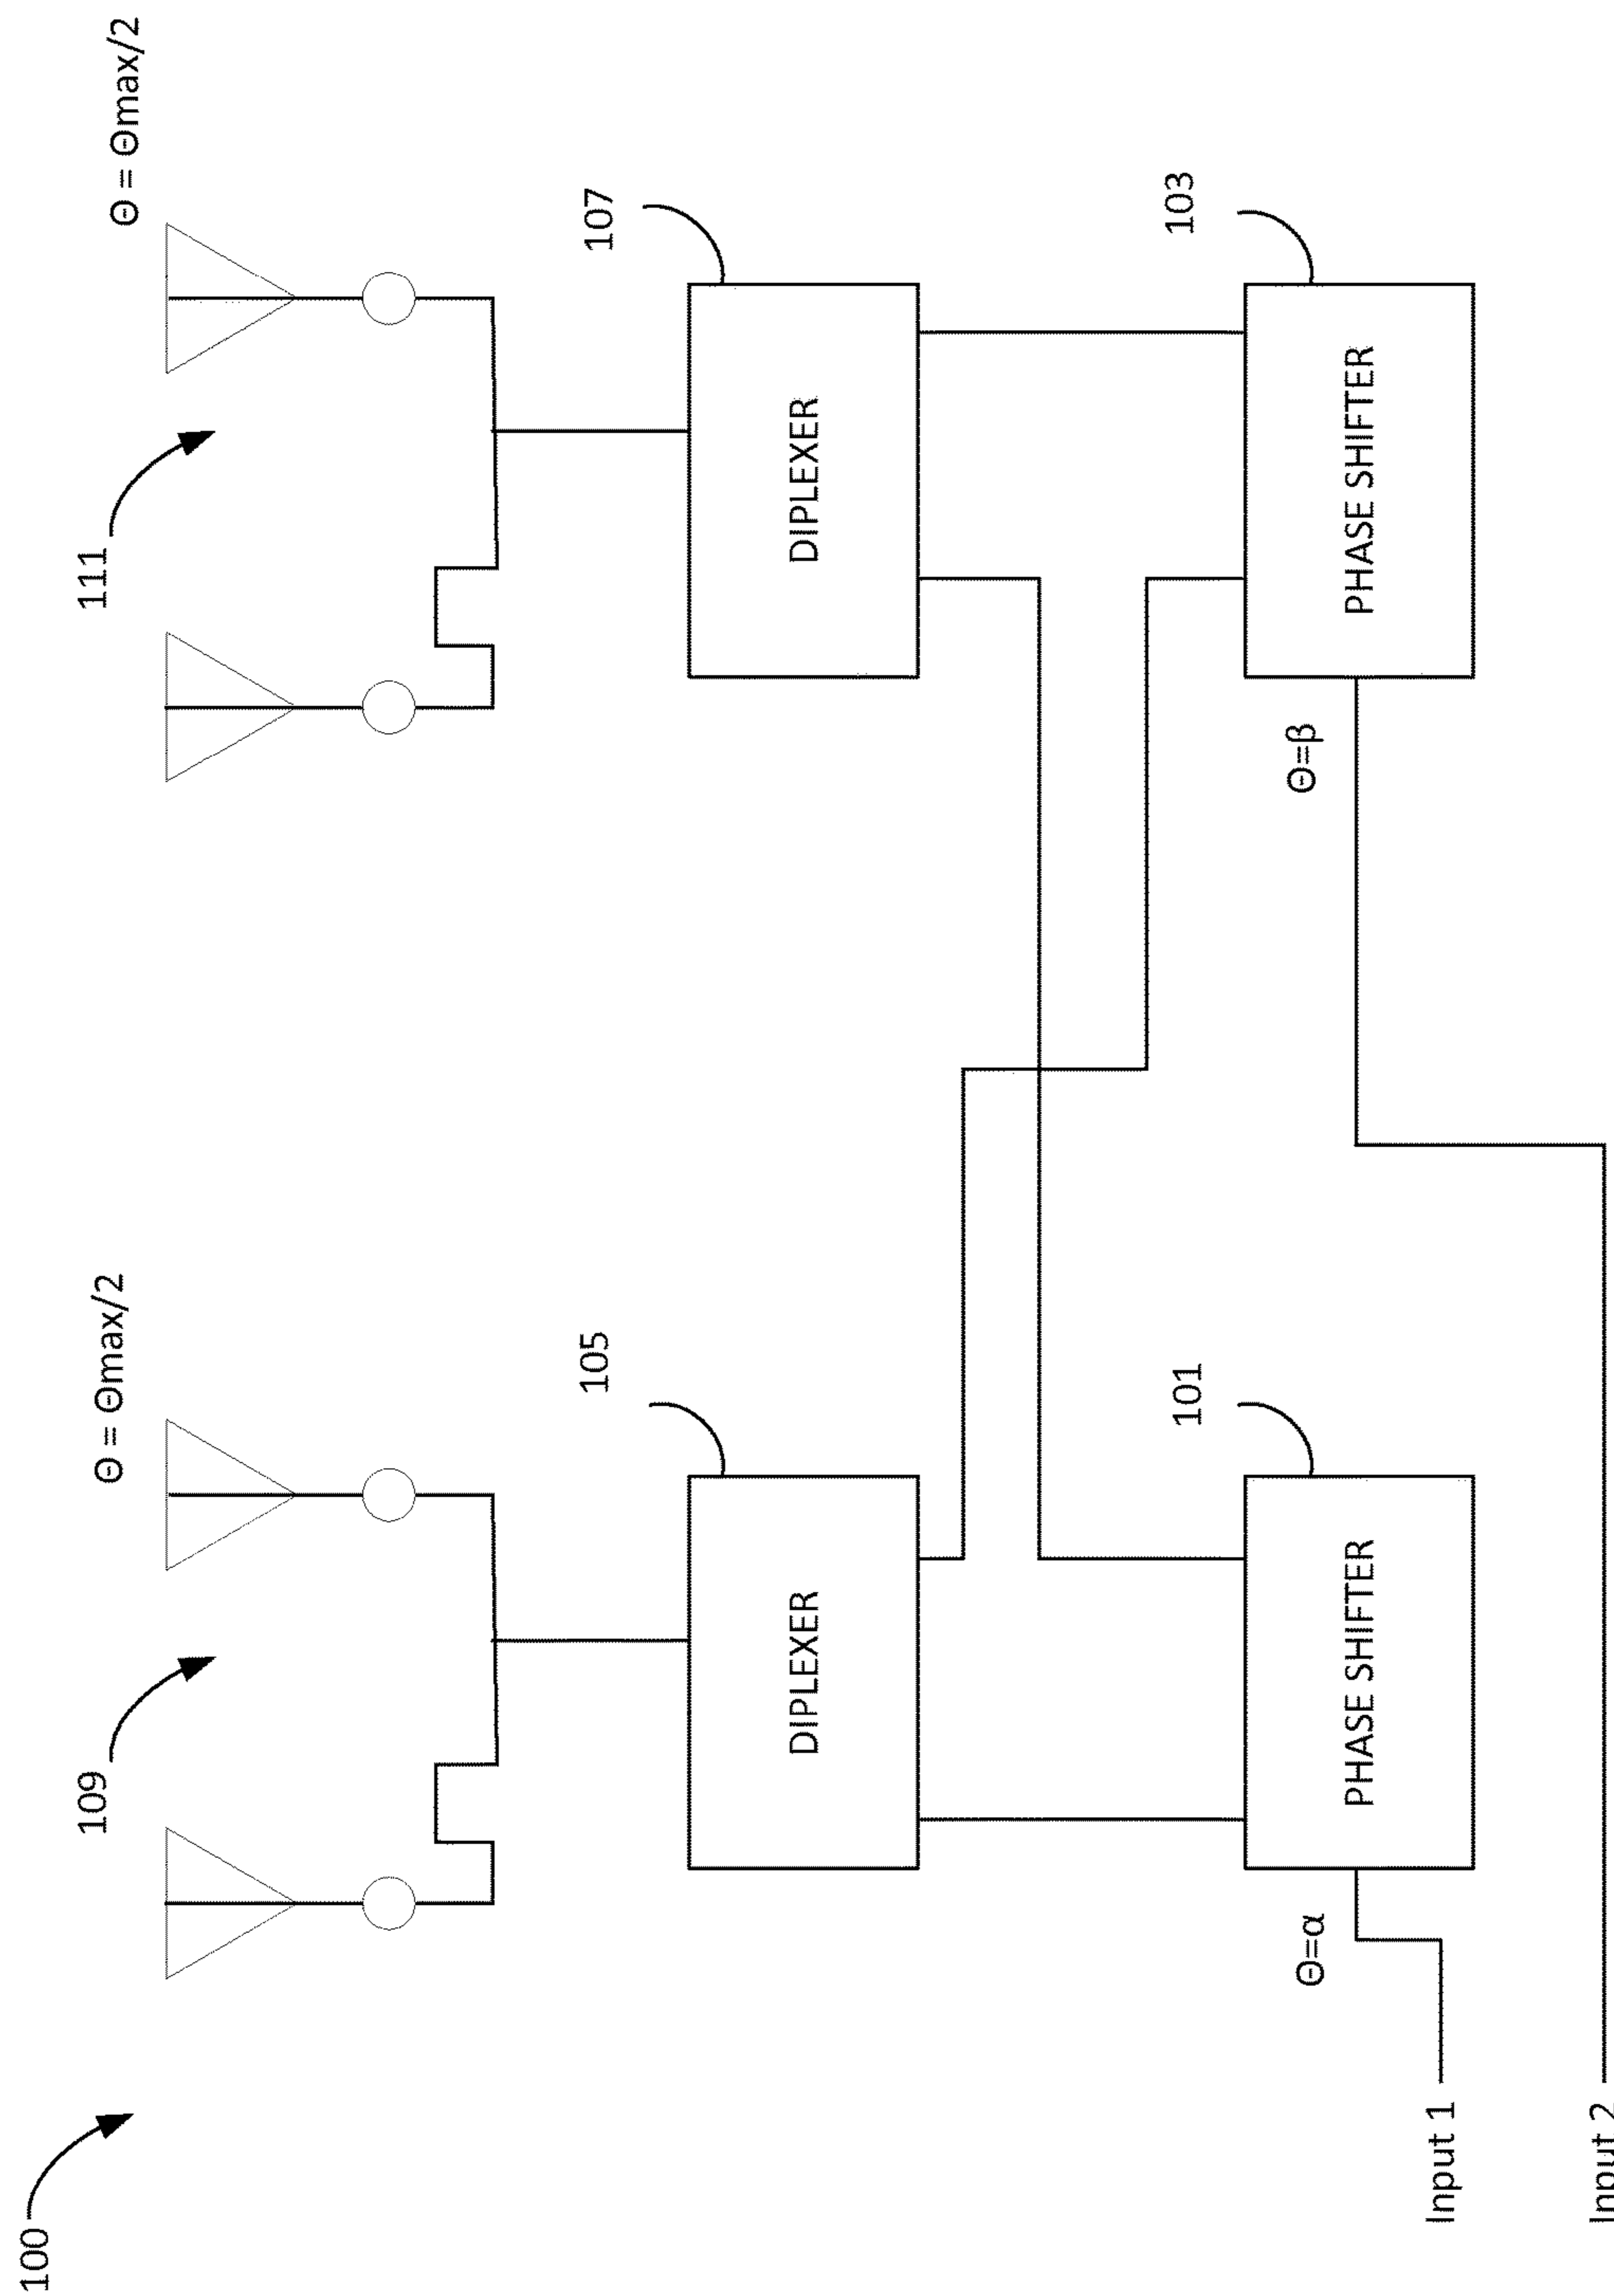 100
109
Θ = Θmax/2
111
Θ = Θmax/2
105
107
DIPLEXER
DIPLEXER
101
103
Θ=α
Θ=β
PHASE SHIFTER
PHASE SHIFTER
Input 1
Input 2